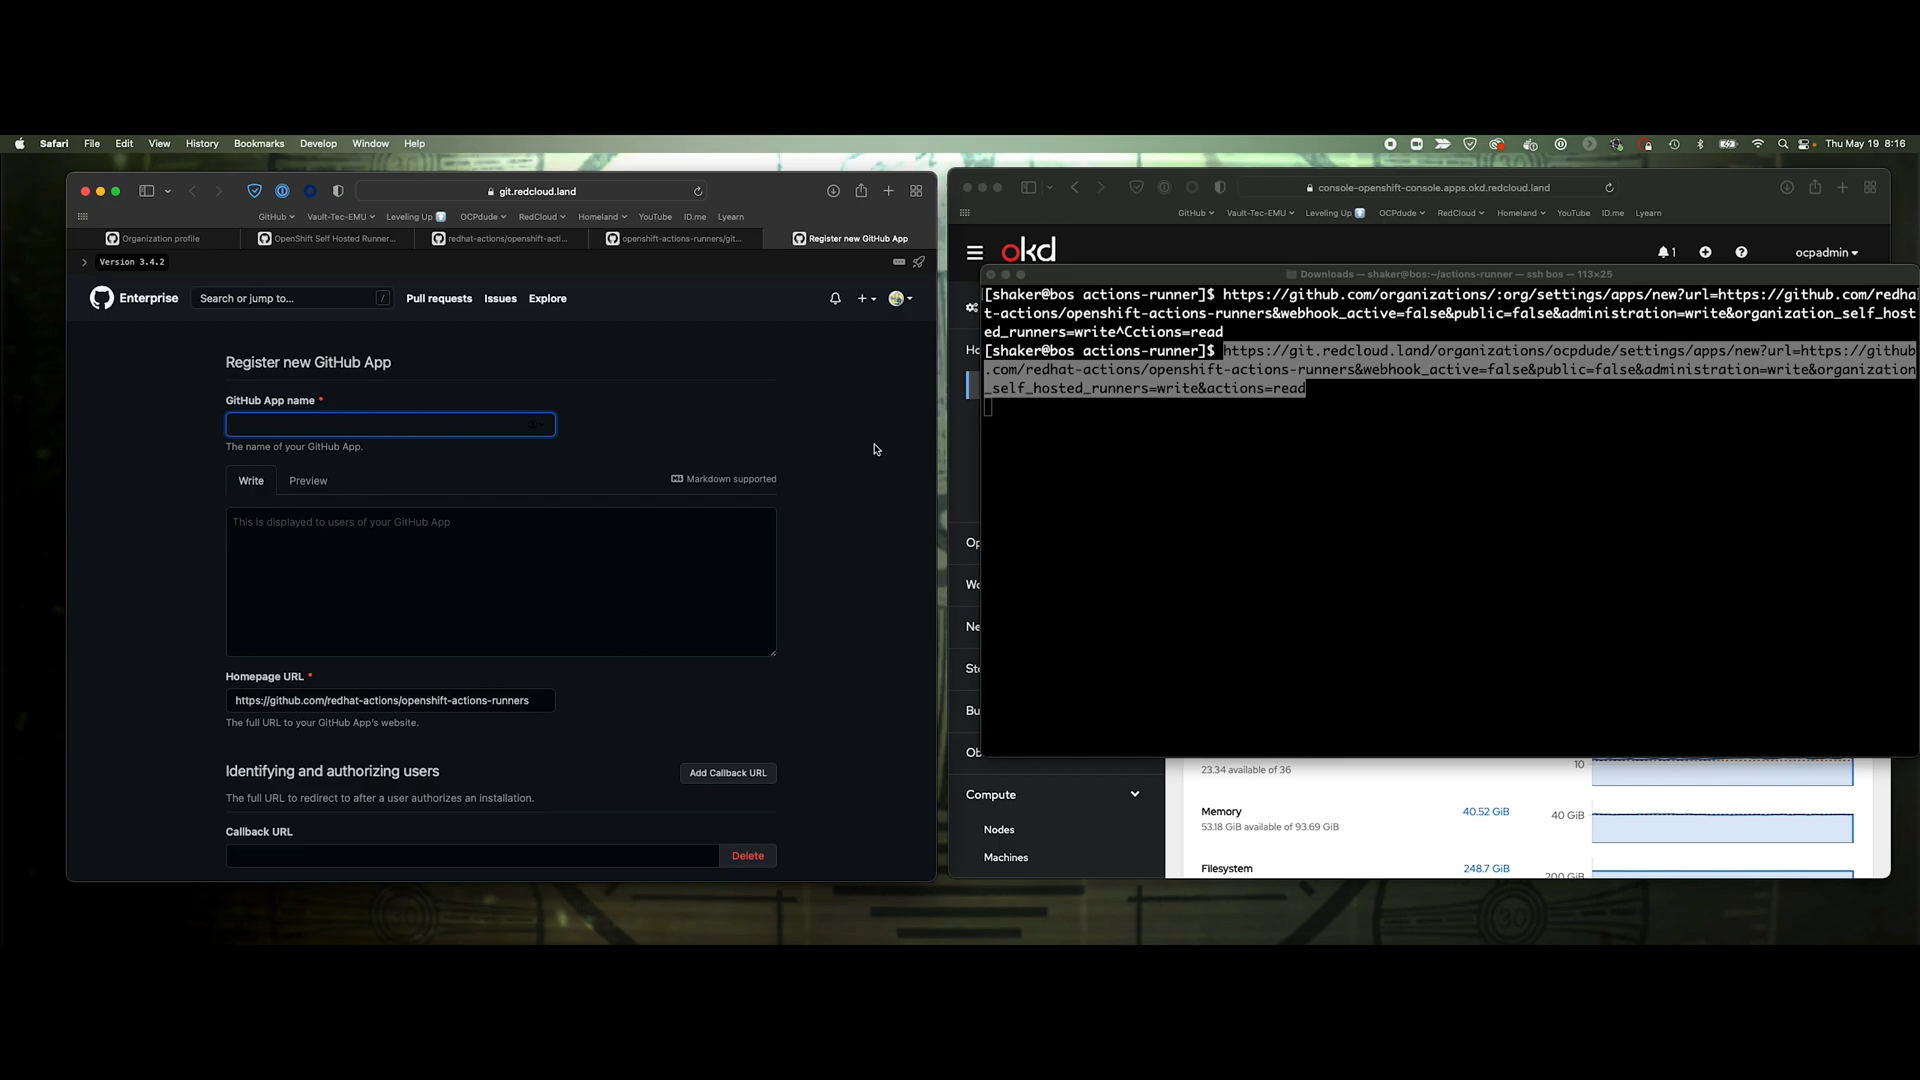 Safari File Edit View History Bookmarks Develop Window Help
Thu May 19 8:16
git.redcloud.land
GitHub Vault-Tec-EMU Leveling Up OCPdude RedCloud Homeland YouTube ID.me Lyearn
Organization profile
OpenShift Self Hosted Runner...
redhat-actions/openshift-acti...
openshift-actions-runners/git...
Register new GitHub App
Version 3.4.2
Enterprise
Search or jump to...
/
Pull requests Issues Explore
Register new GitHub App
GitHub App name *
The name of your GitHub App.
Write Preview
Markdown supported
This is displayed to users of your GitHub App
Homepage URL *
https://github.com/redhat-actions/openshift-actions-runners
The full URL to your GitHub App's website.
Identifying and authorizing users
Add Callback URL
The full URL to redirect to after a user authorizes an installation.
Callback URL
Delete
console-openshift-console.apps.okd.redcloud.land
GitHub Vault-Tec-EMU Leveling Up OCPdude RedCloud Homeland YouTube ID.me Lyearn
okd
1
ocpadmin
Downloads — shaker@bos:~/actions-runner — ssh bos — 113×25
[shaker@bos actions-runner]$ https://github.com/organizations/:org/settings/apps/new?url=https://github.com/redha
t-actions/openshift-actions-runners&webhook_active=false&public=false&administration=write&organization_self_host
ed_runners=write^Cctions=read
[shaker@bos actions-runner]$ https://git.redcloud.land/organizations/ocpdude/settings/apps/new?url=https://github
.com/redhat-actions/openshift-actions-runners&webhook_active=false&public=false&administration=write&organization
_self_hosted_runners=write&actions=read
Ho
Op
Wo
Ne
Sto
Bu
Ob
Compute
Nodes
Machines
23.34 available of 36
10
Memory
40.52 GiB
40 GiB
53.18 GiB available of 93.69 GiB
Filesystem
248.7 GiB
200 GiB